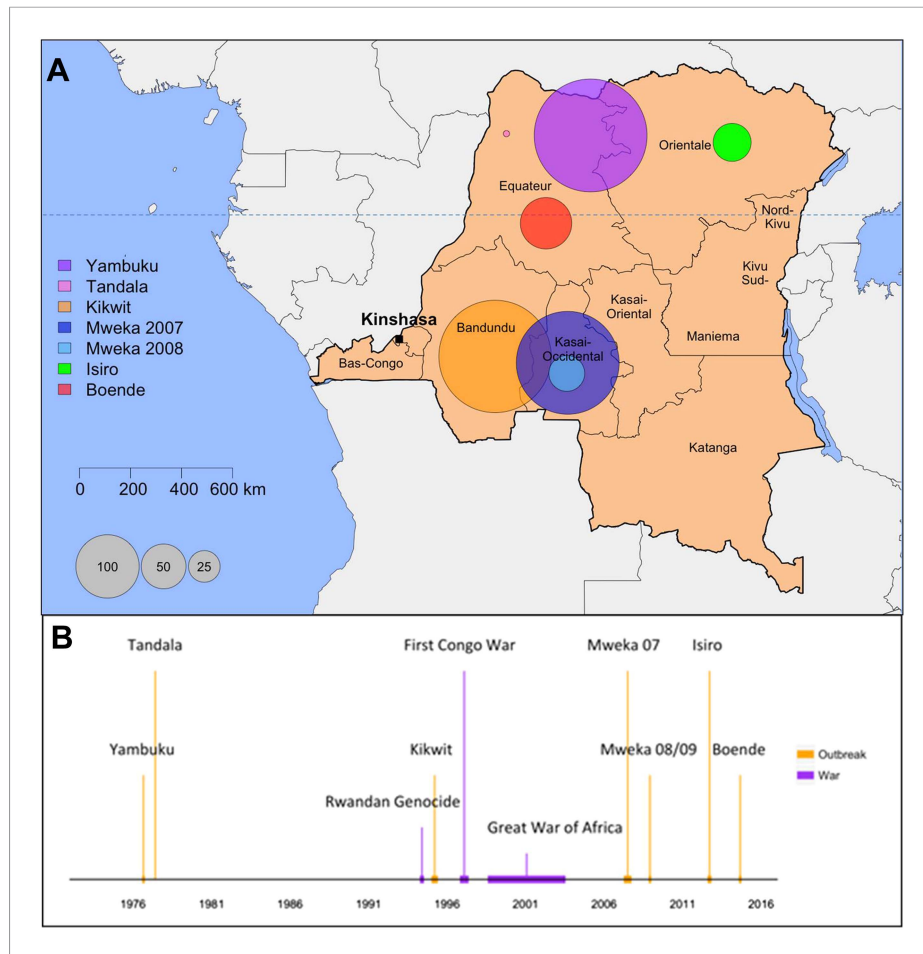 A
Orientale
Equateur
Nord-
Kivu
Kivu
Sud-
Yambuku
Tandala
Kikwit
Mweka 2007
Mweka 2008
Isiro
Boende
Kinshasa
Bas-Congo
Bandundu
Kasai-
Occidental
Kasai-
Oriental
Maniema
Katanga
0 200 400 600 km
100 50 25
B
Tandala First Congo War Mweka 07 Isiro
Yambuku Kikwit Mweka 08/09 Boende
Outbreak
War
Rwandan Genocide
Great War of Africa
1976 1981 1986 1991 1996 2001 2006 2011 2016